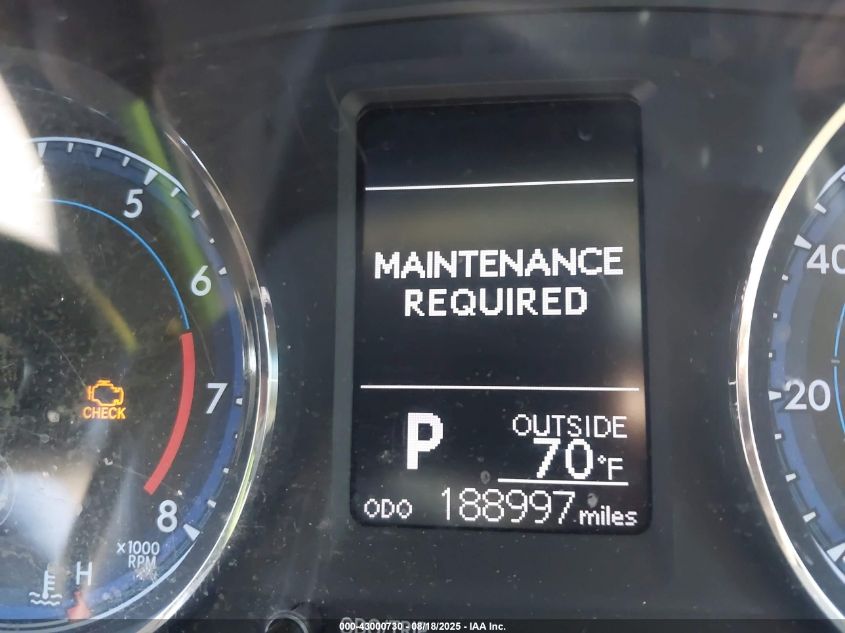 MAINTENANCE
REQUIRED
P
OUTSIDE
70°F
ODO 188997 miles
5
6
7
8
x1000
RPM
CHECK
H
40
20
000-43000730 - 08/18/2025 - IAA Inc.